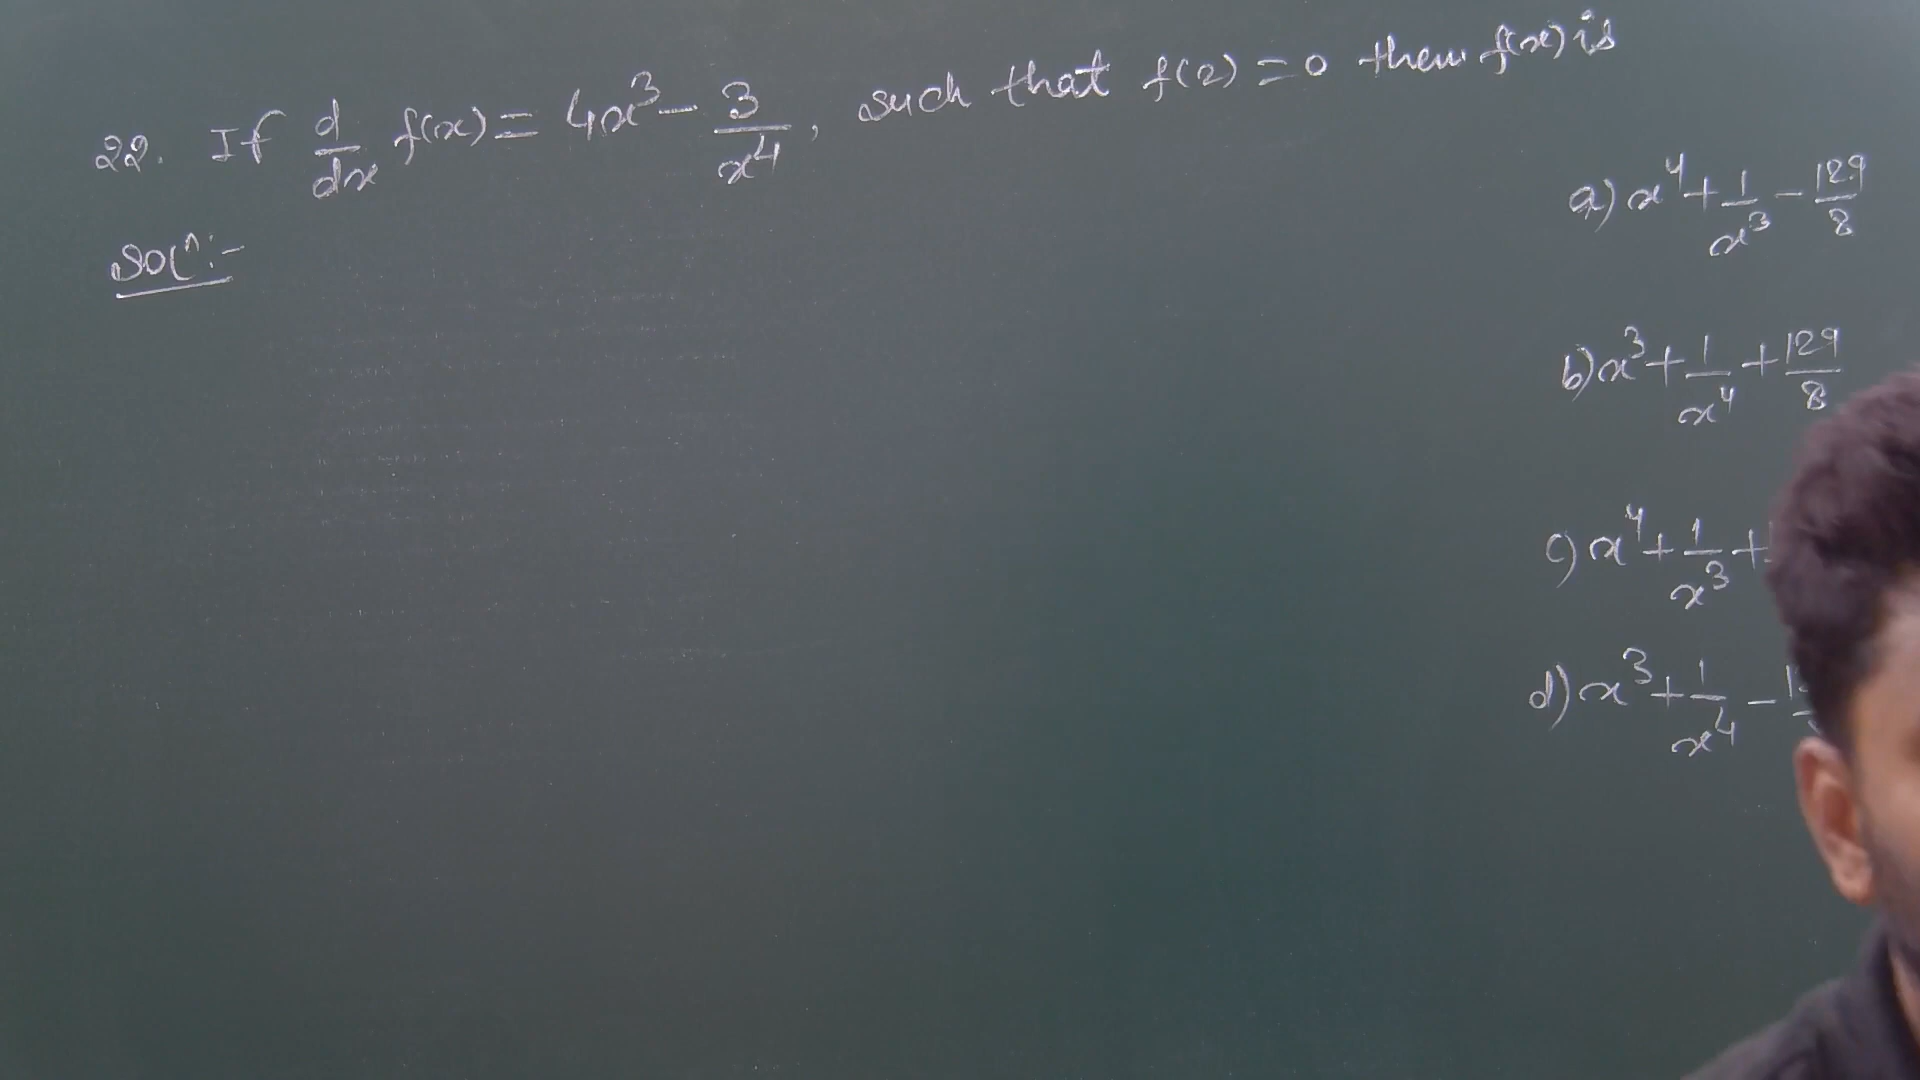 22. If d/dx f(x) = 4x³ - 3/x⁴, such that f(2) = 0 then f(x) is
Solⁿ:-
a) x⁴ + 1/x³ - 129/8
b) x³ + 1/x⁴ + 129/8
c) x⁴ + 1/x³ +
d) x³ + 1/x⁴ -